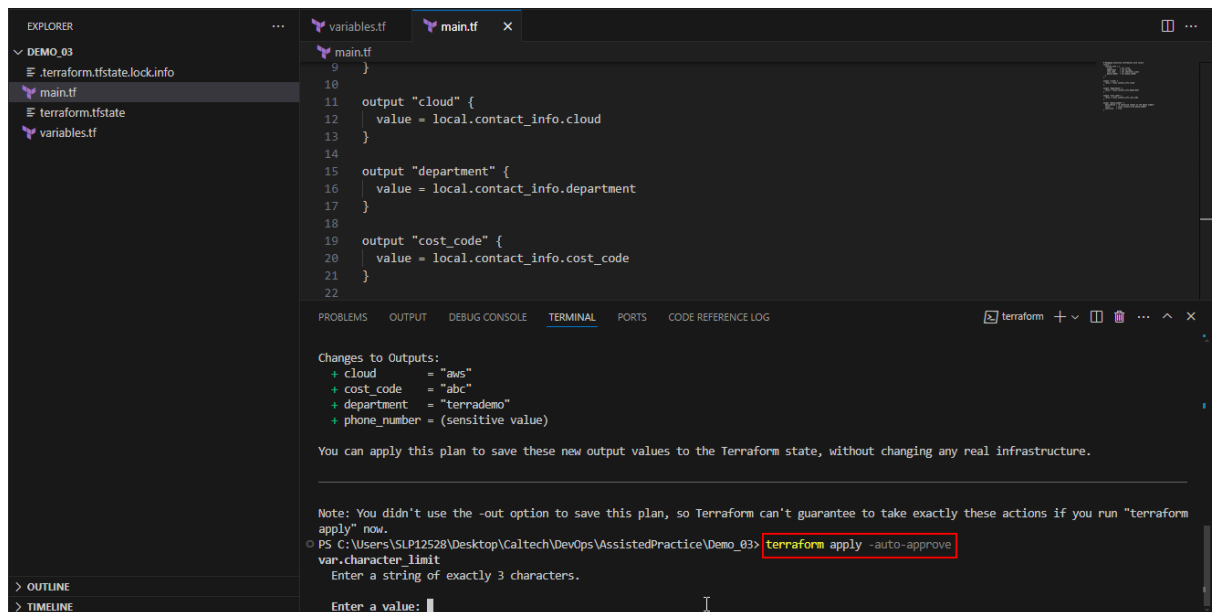 EXPLORER
DEMO_03
.terraform.tfstate.lock.info
main.tf
terraform.tfstate
variables.tf
OUTLINE
TIMELINE
variables.tf
main.tf
main.tf
9 }
10
11 output "cloud" {
12 value = local.contact_info.cloud
13 }
14
15 output "department" {
16 value = local.contact_info.department
17 }
18
19 output "cost_code" {
20 value = local.contact_info.cost_code
21 }
22
PROBLEMS OUTPUT DEBUG CONSOLE TERMINAL PORTS CODE REFERENCE LOG terraform
Changes to Outputs:
+ cloud = "aws"
+ cost_code = "abc"
+ department = "terrademo"
+ phone_number = (sensitive value)
You can apply this plan to save these new output values to the Terraform state, without changing any real infrastructure.
Note: You didn't use the -out option to save this plan, so Terraform can't guarantee to take exactly these actions if you run "terraform
apply" now.
PS C:\Users\SLP12528\Desktop\Caltech\DevOps\AssistedPractice\Demo_03> terraform apply -auto-approve
var.character_limit
Enter a string of exactly 3 characters.
Enter a value: